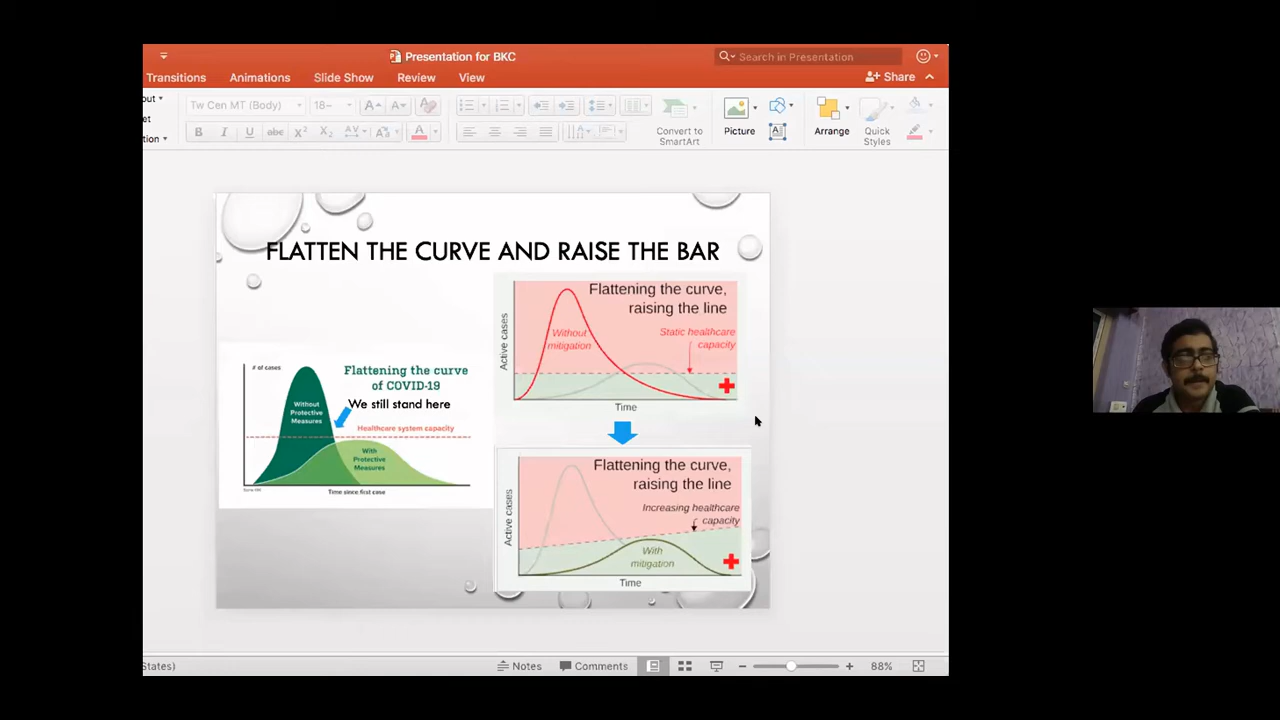 Presentation for BKC
Search in Presentation
Transitions
Animations
Slide Show
Review
View
Share
Tw Cen MT (Body)
18
Convert to
SmartArt
Picture
Arrange
Quick
Styles
FLATTEN THE CURVE AND RAISE THE BAR
# of cases
Flattening the curve
of COVID-19
We still stand here
Without
Protective
Measures
Healthcare system capacity
With
Protective
Measures
Time since first case
Flattening the curve,
raising the line
Without
mitigation
Static healthcare
capacity
Active cases
Time
Flattening the curve,
raising the line
Increasing healthcare
capacity
Active cases
With
mitigation
Time
States)
Notes
Comments
88%